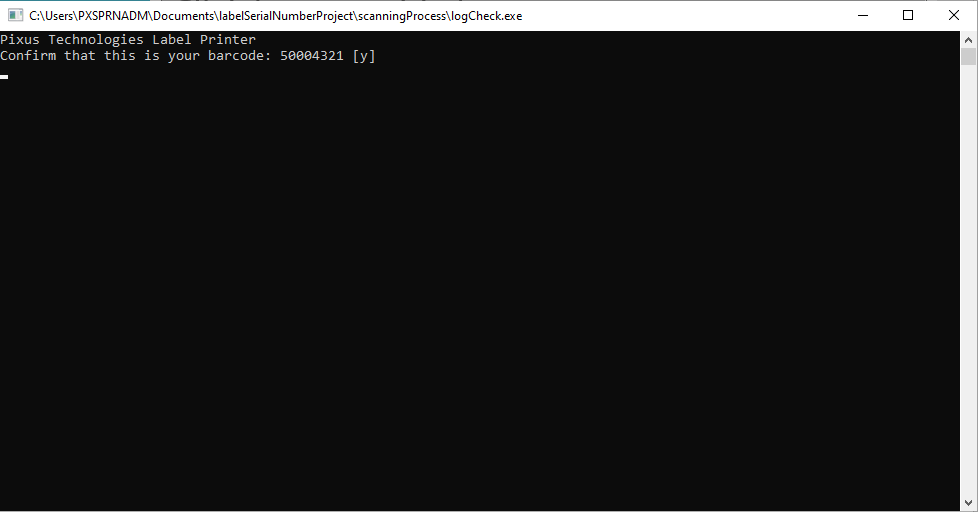 C:\Users\PXSPRNADM\Documents\labelSerialNumberProject\scanningProcess\logCheck.exe
Pixus Technologies Label Printer
Confirm that this is your barcode: 50004321 [y]